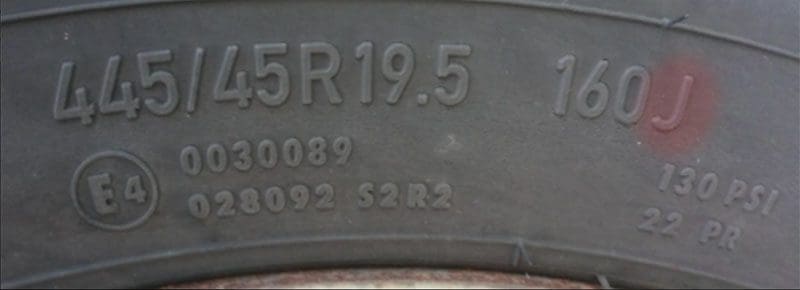 445/45R19.5 160J
E4 0030089
028092 S2R2
130 PSI
22 PR